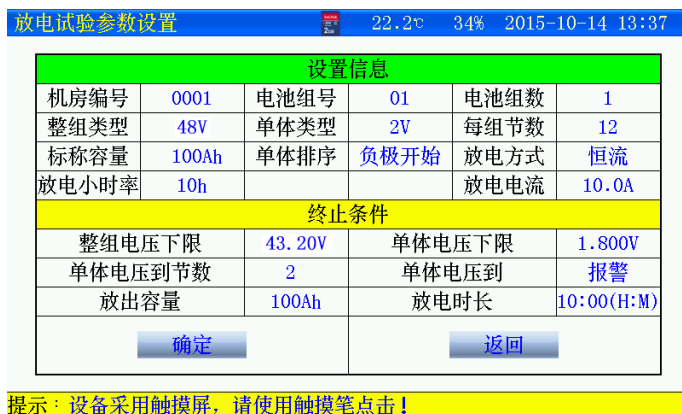 放电试验参数设置 22.2℃ 34% 2015-10-14 13:37
设置信息
机房编号 0001 电池组号 01 电池组数 1
整组类型 48V 单体类型 2V 每组节数 12
标称容量 100Ah 单体排序 负极开始 放电方式 恒流
放电小时率 10h 放电电流 10.0A
终止条件
整组电压下限 43.20V 单体电压下限 1.800V
单体电压到节数 2 单体电压到 报警
放出容量 100Ah 放电时长 10:00(H:M)
确定 返回
提示：设备采用触摸屏，请使用触摸笔点击！